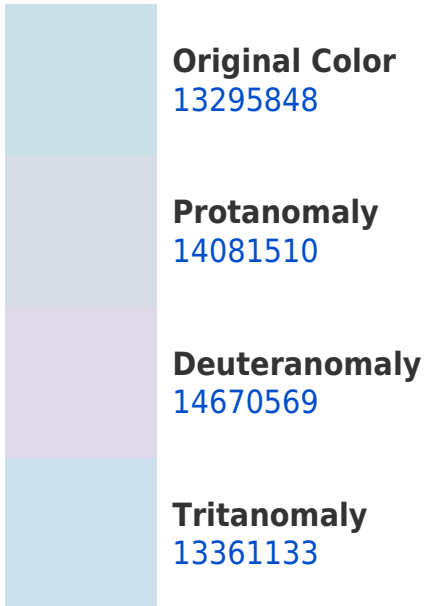 Original Color
13295848
Protanomaly
14081510
Deuteranomaly
14670569
Tritanomaly
13361133